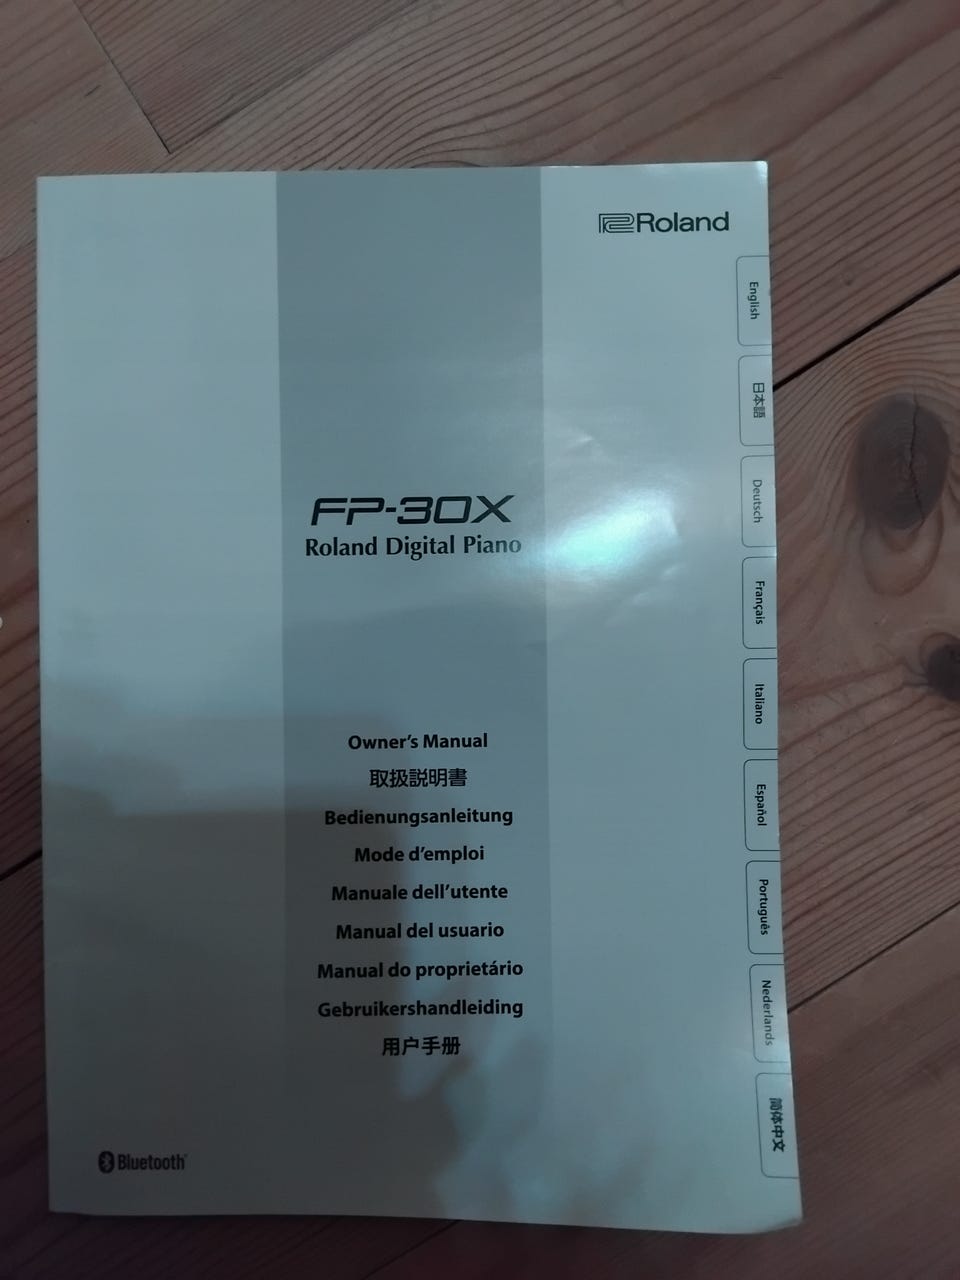 Roland
English
日本語
Deutsch
Français
Italiano
Español
Português
Nederlands
简体中文
FP-30X
Roland Digital Piano
Owner's Manual
取扱説明書
Bedienungsanleitung
Mode d'emploi
Manuale dell'utente
Manual del usuario
Manual do proprietário
Gebruikershandleiding
用户手册
Bluetooth®